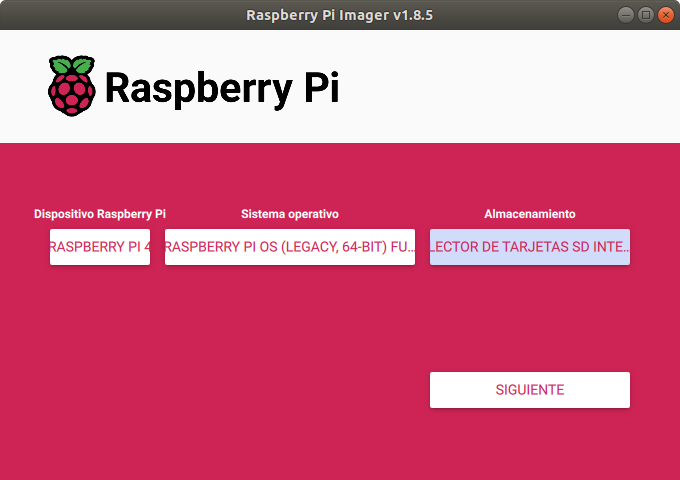 Raspberry Pi Imager v1.8.5
Raspberry Pi
Dispositivo Raspberry Pi
Sistema operativo
Almacenamiento
RASPBERRY PI 4
RASPBERRY PI OS (LEGACY, 64-BIT) FU...
LECTOR DE TARJETAS SD INTE...
SIGUIENTE